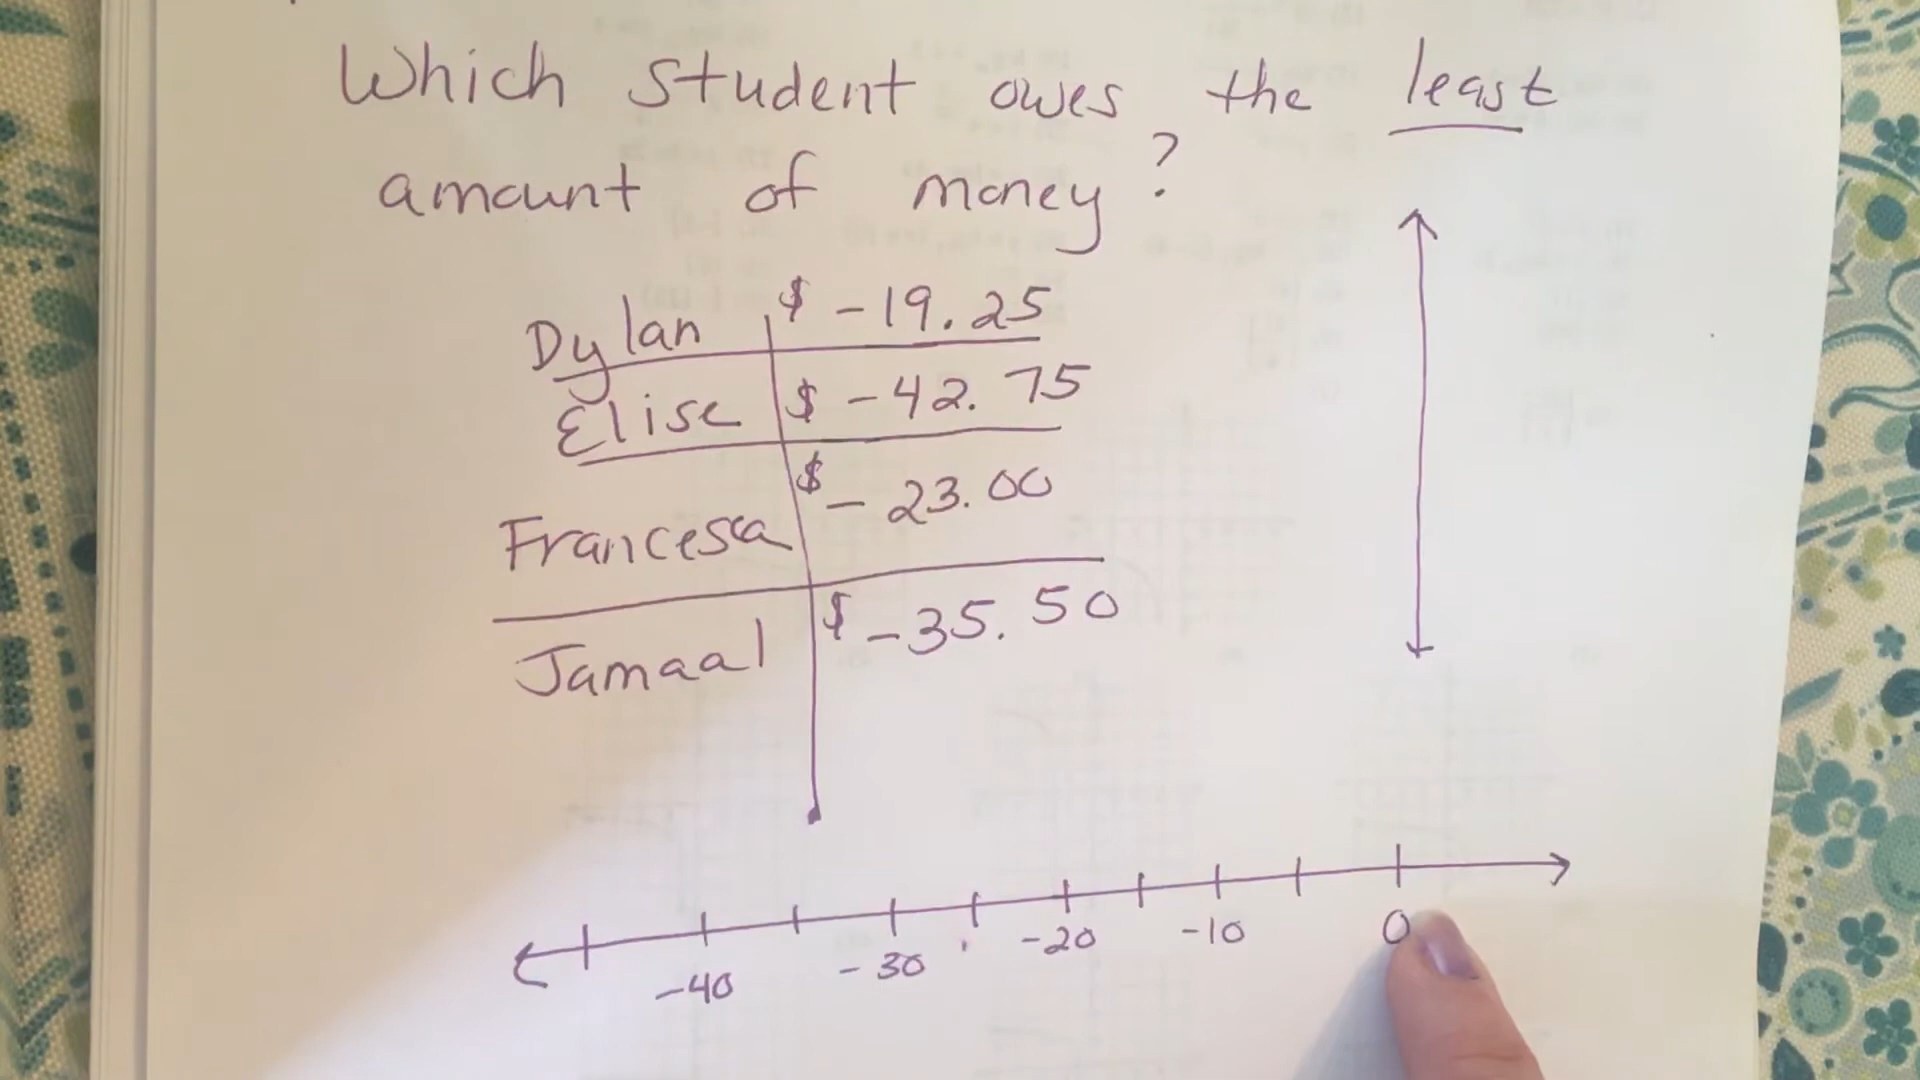 Which student owes the least
amount of money?
Dylan $ -19.25
Elise $ -42.75
Francesca $ -23.00
Jamaal $ -35.50
-40 -30 -20 -10 0